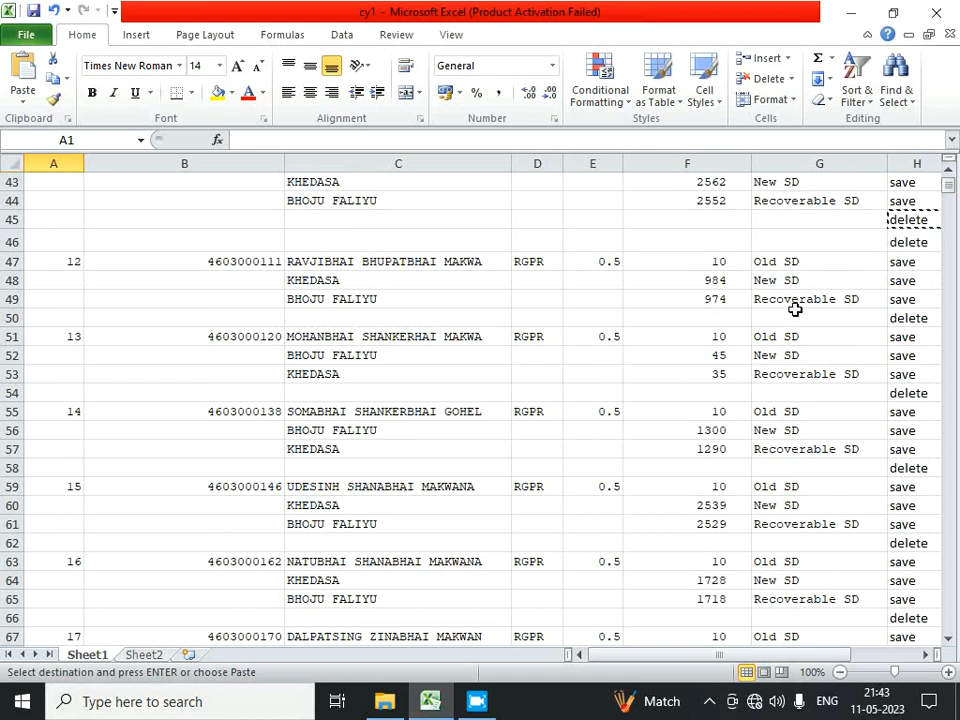 cy1 - Microsoft Excel (Product Activation Failed)
File Home Insert Page Layout Formulas Data Review View
Paste Times New Roman 14 General Conditional Formatting Format as Table Cell Styles Insert Delete Format Sort & Filter Find & Select
Clipboard Font Alignment Number Styles Cells Editing
A1 fx
A B C D E F G H
43 KHEDASA 2562 New SD save
44 BHOJU FALIYU 2552 Recoverable SD save
45 delete
46 delete
47 12 4603000111 RAVJIBHAI BHUPATBHAI MAKWA RGPR 0.5 10 Old SD save
48 KHEDASA 984 New SD save
49 BHOJU FALIYU 974 Recoverable SD save
50 delete
51 13 4603000120 MOHANBHAI SHANKERHAI MAKWA RGPR 0.5 10 Old SD save
52 BHOJU FALIYU 45 New SD save
53 KHEDASA 35 Recoverable SD save
54 delete
55 14 4603000138 SOMABHAI SHANKERBHAI GOHEL RGPR 0.5 10 Old SD save
56 BHOJU FALIYU 1300 New SD save
57 KHEDASA 1290 Recoverable SD save
58 delete
59 15 4603000146 UDESINH SHANABHAI MAKWANA RGPR 0.5 10 Old SD save
60 KHEDASA 2539 New SD save
61 BHOJU FALIYU 2529 Recoverable SD save
62 delete
63 16 4603000162 NATUBHAI SHANABHAI MAKWANA RGPR 0.5 10 Old SD save
64 KHEDASA 1728 New SD save
65 BHOJU FALIYU 1718 Recoverable SD save
66 delete
67 17 4603000170 DALPATSING ZINABHAI MAKWAN RGPR 0.5 10 Old SD save
Sheet1 Sheet2
Select destination and press ENTER or choose Paste 100%
Type here to search Match ENG 21:43
11-05-2023